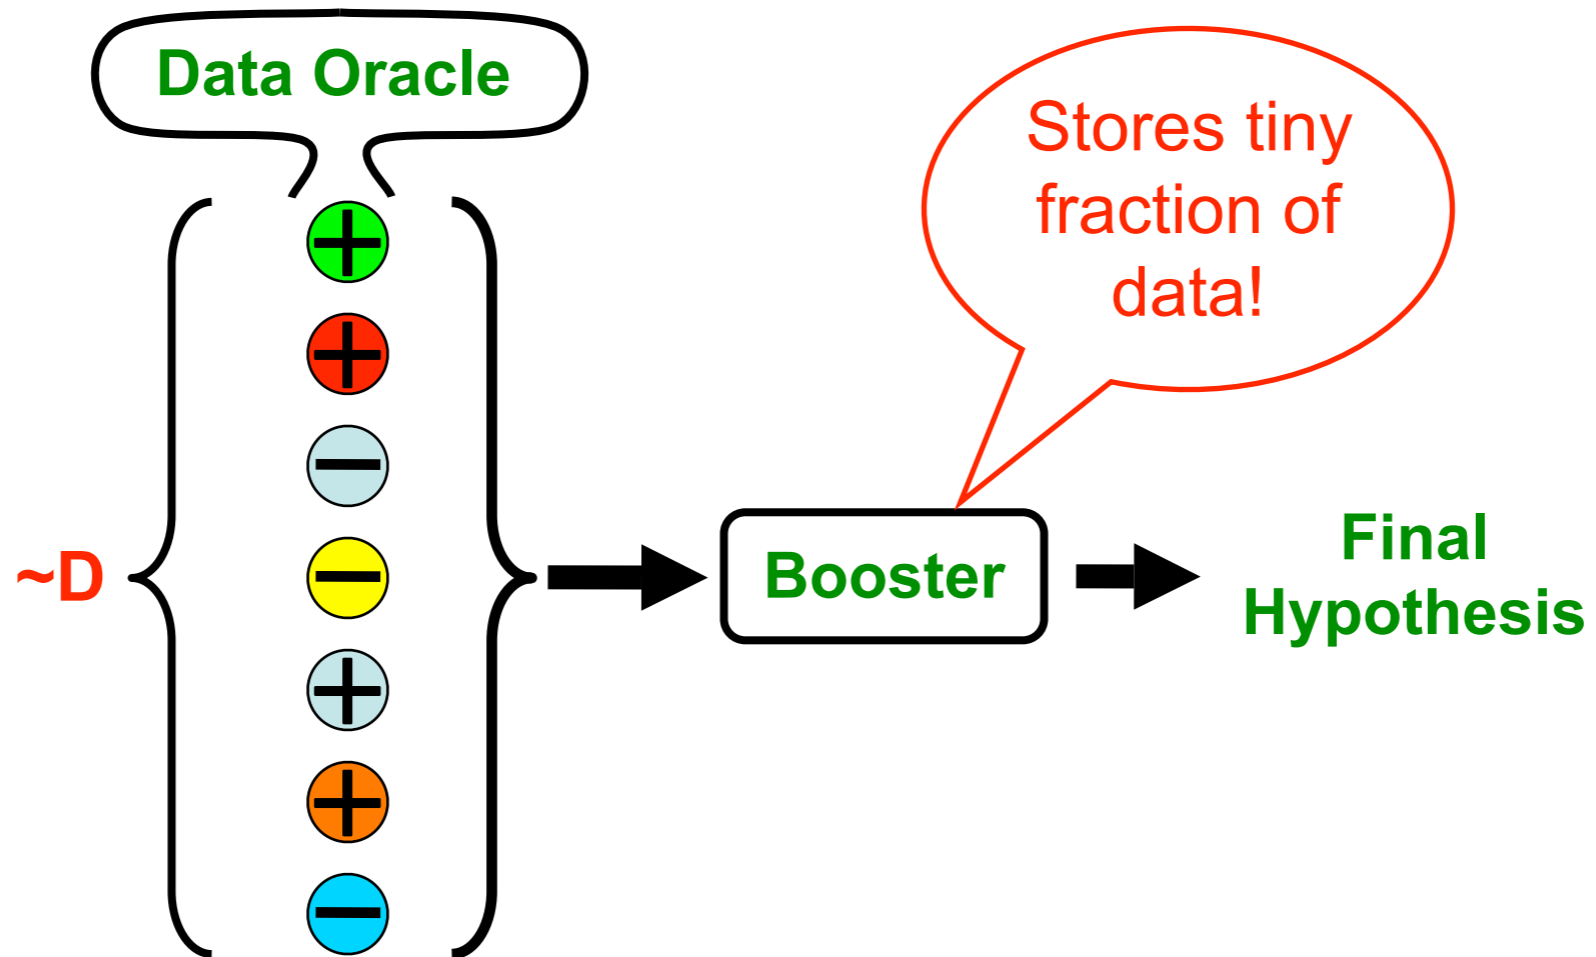 Data Oracle
Stores tiny
fraction of
data!
+
+
−
−
+
+
−
~D
Booster
Final
Hypothesis